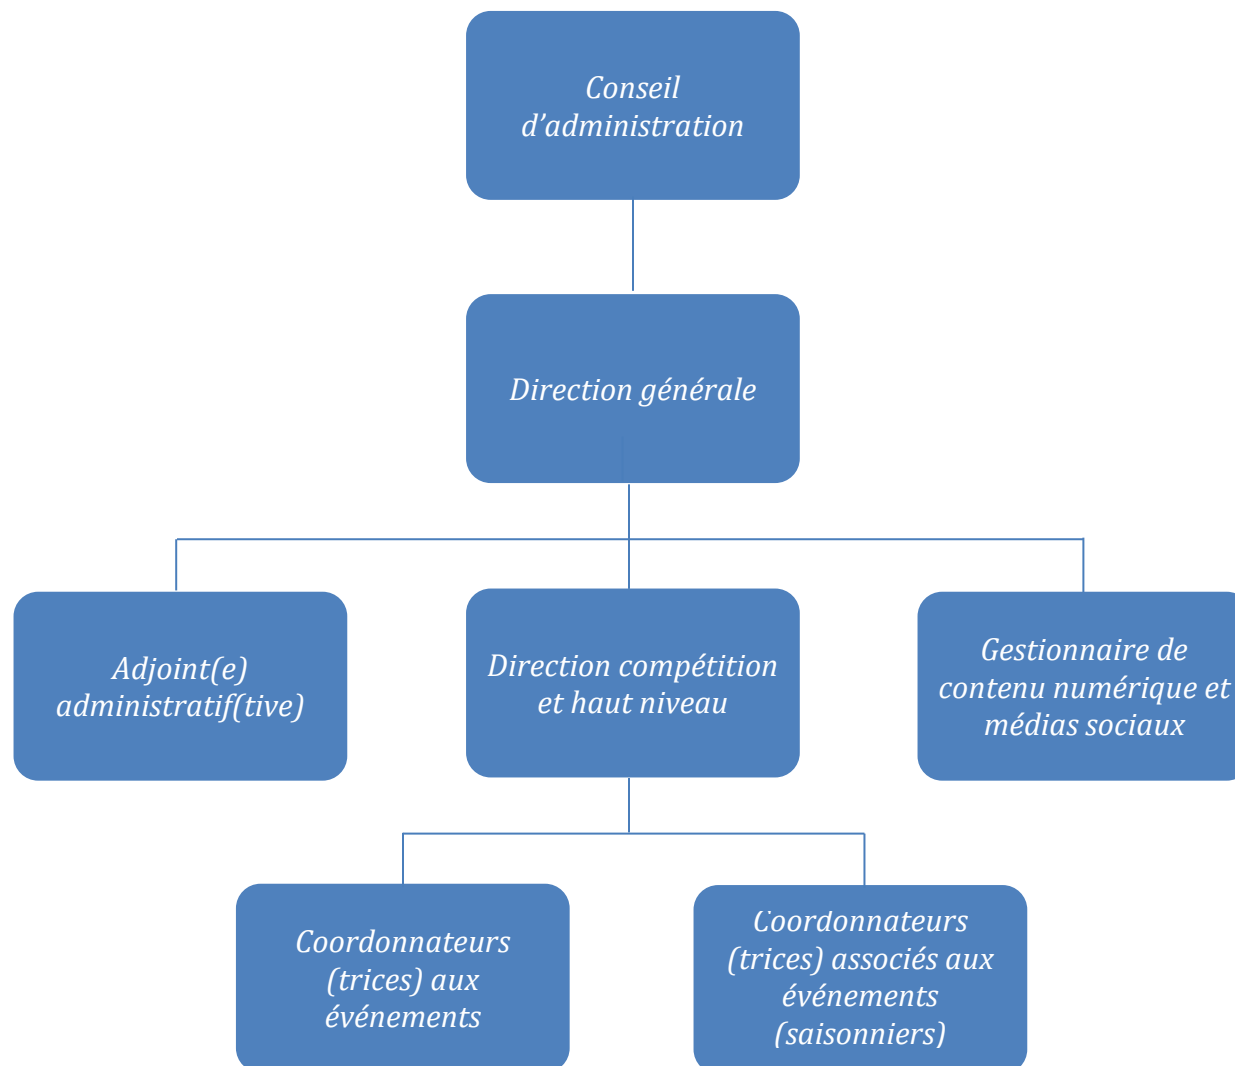 Conseil
d’administration
Direction générale
Adjoint(e)
administratif(tive)
Direction compétition
et haut niveau
Gestionnaire de
contenu numérique et
médias sociaux
Coordonnateurs
(trices) aux
événements
Coordonnateurs
(trices) associés aux
événements
(saisonniers)